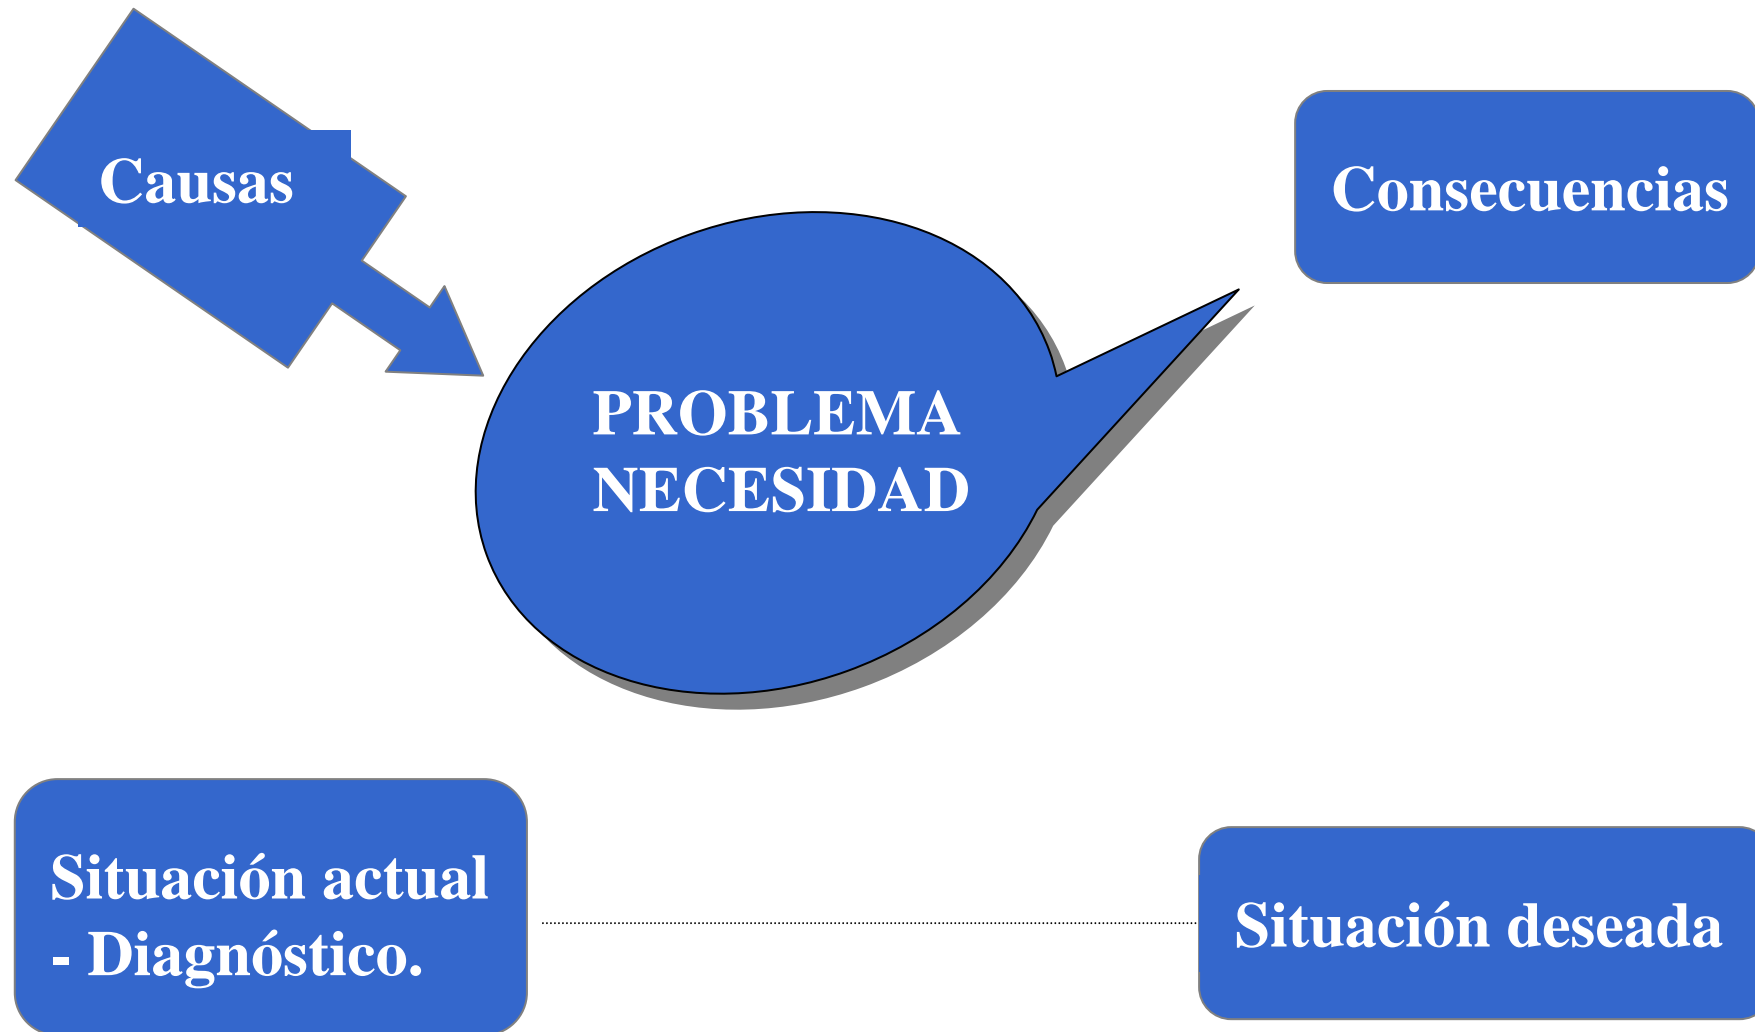 Causas
Consecuencias
PROBLEMA
NECESIDAD
Situación actual
- Diagnóstico.
Situación deseada